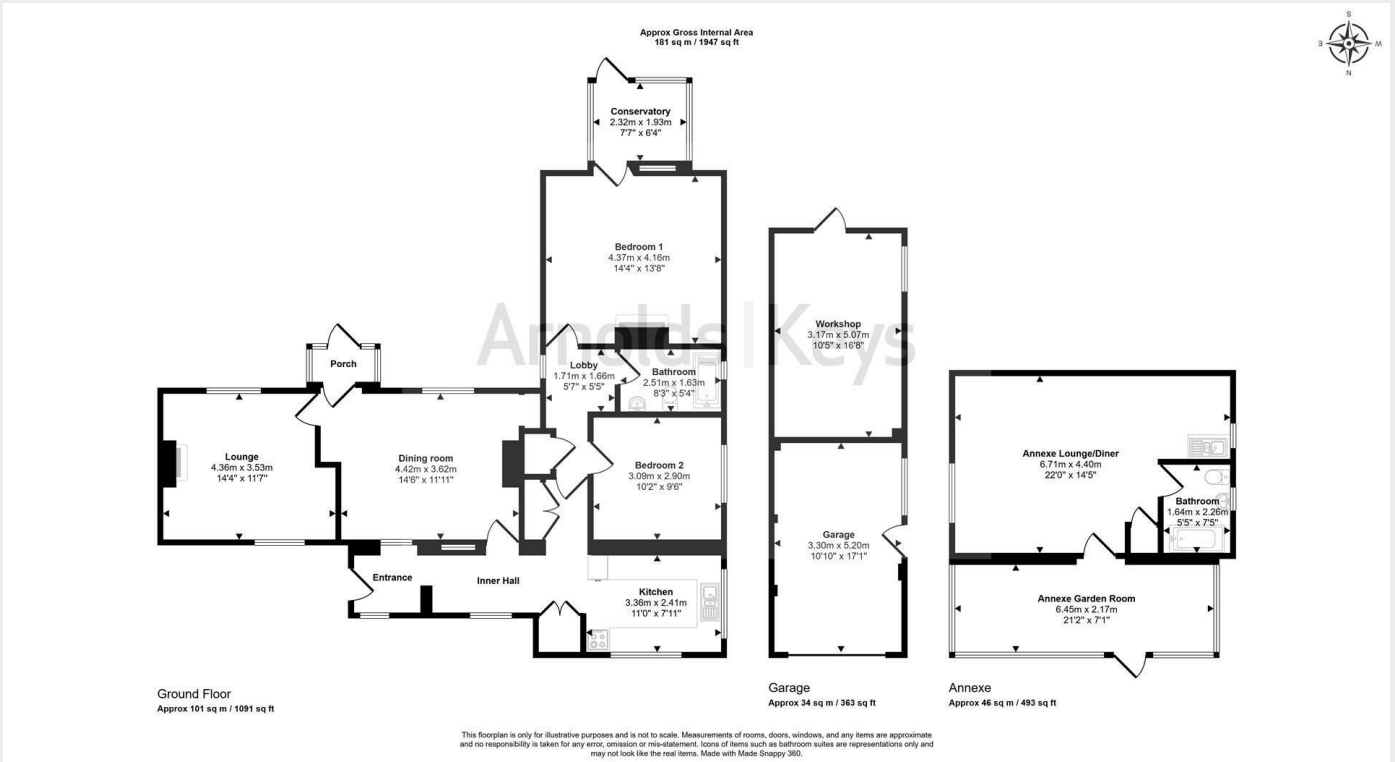 Approx Gross Internal Area
181 sq m / 1947 sq ft
S
E
W
N
Conservatory
2.32m x 1.93m
7'7" x 6'4"
Bedroom 1
4.37m x 4.16m
14'4" x 13'8"
Arnolds | Keys
Porch
Lobby
1.71m x 1.66m
5'7" x 5'5"
Bathroom
2.51m x 1.63m
8'3" x 5'4"
Lounge
4.36m x 3.53m
14'4" x 11'7"
Dining room
4.42m x 3.62m
14'6" x 11'11"
Bedroom 2
3.09m x 2.90m
10'2" x 9'6"
Entrance
Inner Hall
Kitchen
3.36m x 2.41m
11'0" x 7'11"
Workshop
3.17m x 5.07m
10'5" x 16'8"
Garage
3.30m x 5.20m
10'10" x 17'1"
Annexe Lounge/Diner
6.71m x 4.40m
22'0" x 14'5"
Bathroom
1.64m x 2.26m
5'5" x 7'5"
Annexe Garden Room
6.45m x 2.17m
21'2" x 7'1"
Ground Floor
Approx 101 sq m / 1091 sq ft
Garage
Approx 34 sq m / 363 sq ft
Annexe
Approx 46 sq m / 493 sq ft
This floorplan is only for illustrative purposes and is not to scale. Measurements of rooms, doors, windows, and any items are approximate
and no responsibility is taken for any error, omission or mis-statement. Icons of items such as bathroom suites are representations only and
may not look like the real items. Made with Made Snappy 360.